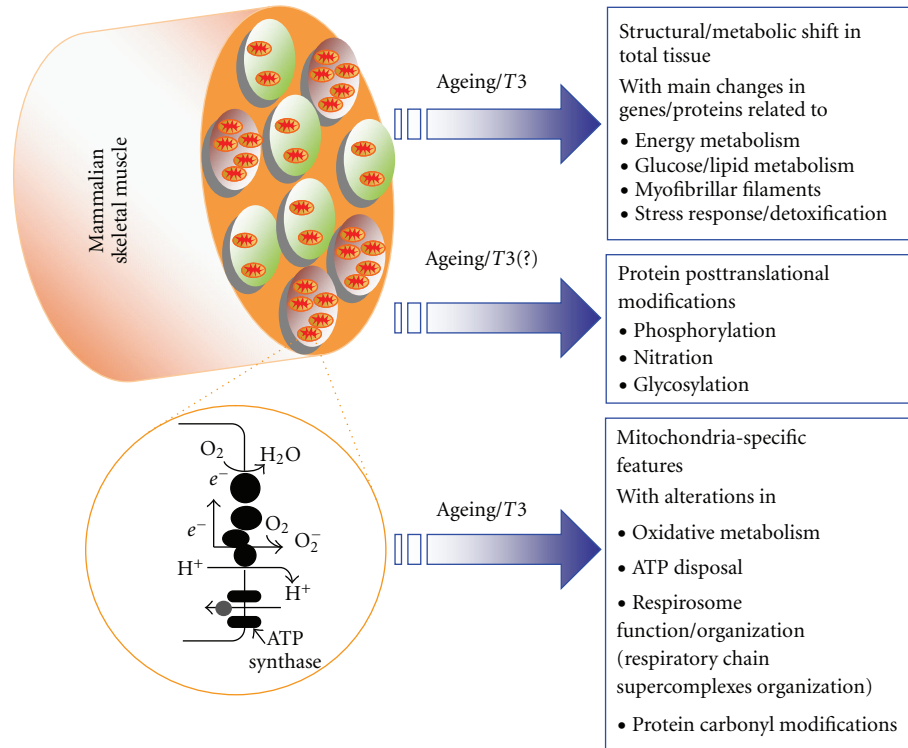 Mammalian
skeletal muscle
Ageing/T3
Structural/metabolic shift in
total tissue
With main changes in
genes/proteins related to
• Energy metabolism
• Glucose/lipid metabolism
• Myofibrillar filaments
• Stress response/detoxification
Ageing/T3(?)
Protein posttranslational
modifications
• Phosphorylation
• Nitration
• Glycosylation
O₂
H₂O
e⁻
e⁻
O₂
O₂⁻
H⁺
H⁺
ATP
synthase
Ageing/T3
Mitochondria-specific
features
With alterations in
• Oxidative metabolism
• ATP disposal
• Respirosome
function/organization
(respiratory chain
supercomplexes organization)
• Protein carbonyl modifications